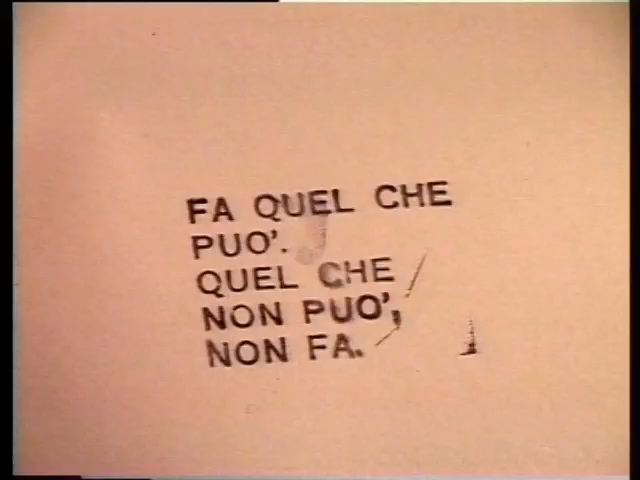 FA QUEL CHE
PUO'.
QUEL CHE
NON PUO',
NON FA.